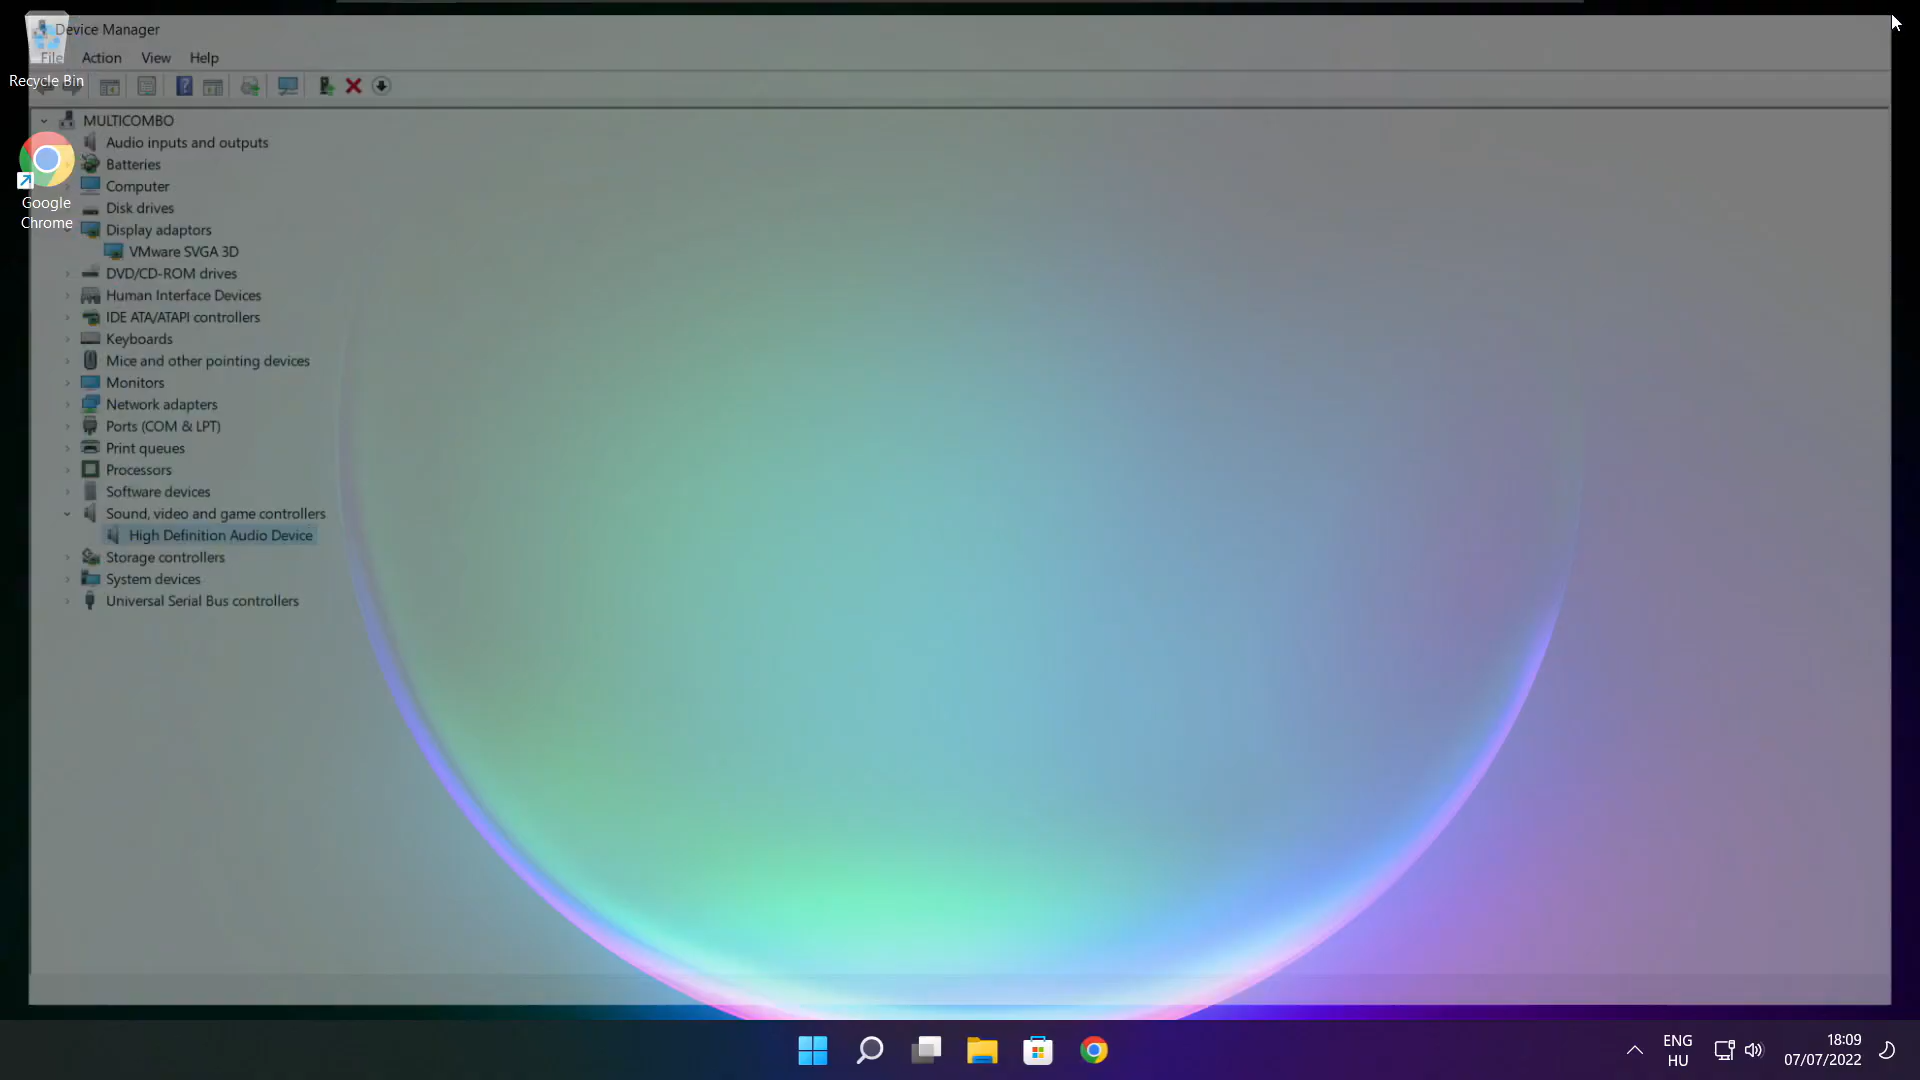 Device Manager
File Action View Help
Recycle Bin
MULTICOMBO
Audio inputs and outputs
Batteries
Computer
Google
Chrome
Disk drives
Display adaptors
VMware SVGA 3D
DVD/CD-ROM drives
Human Interface Devices
IDE ATA/ATAPI controllers
Keyboards
Mice and other pointing devices
Monitors
Network adapters
Ports (COM & LPT)
Print queues
Processors
Software devices
Sound, video and game controllers
High Definition Audio Device
Storage controllers
System devices
Universal Serial Bus controllers
ENG
HU
18:09
07/07/2022